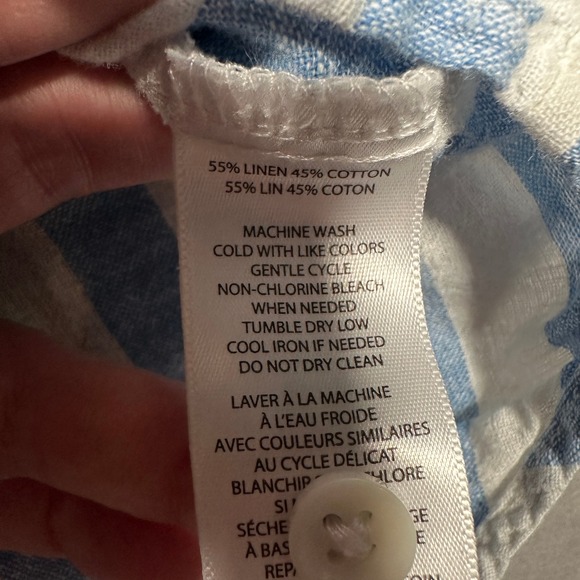 55% LINEN 45% COTTON
55% LIN 45% COTON
MACHINE WASH
COLD WITH LIKE COLORS
GENTLE CYCLE
NON-CHLORINE BLEACH
WHEN NEEDED
TUMBLE DRY LOW
COOL IRON IF NEEDED
DO NOT DRY CLEAN
LAVER À LA MACHINE
À L'EAU FROIDE
AVEC COULEURS SIMILAIRES
AU CYCLE DÉLICAT
BLANCHIR
À BAS